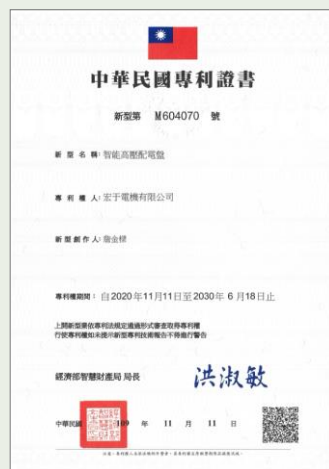 中華民國專利證書
新型第 M604070 號
新型名稱:智能高壓配電盤
專利權人:宏于電機有限公司
新型創作人:詹金樑
專利權期間:自2020年11月11日至2030年6月18日止
上開新型業依專利法規定通過形式審查取得專利權
行使專利權如未提示新型專利技術報告不得進行警告
經濟部智慧財產局 局長
洪淑敏
中華民國 109 年 11 月 11 日